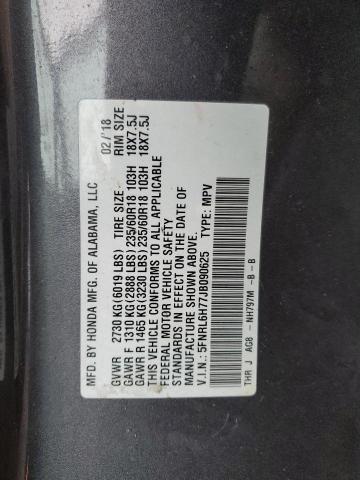 MFD. BY HONDA MFG. OF ALABAMA, LLC 02/'18
GVWR 2730 KG(6019 LBS) TIRE SIZE RIM SIZE
GAWR F 1310 KG(2888 LBS)235/60R18 103H 18X7.5J
GAWR R 1465 KG(3230 LBS)235/60R18 103H 18X7.5J
THIS VEHICLE CONFORMS TO ALL APPLICABLE
FEDERAL MOTOR VEHICLE SAFETY
STANDARDS IN EFFECT ON THE DATE OF
MANUFACTURE SHOWN ABOVE.
V.I.N.: 5FNRL6H77JB090625 TYPE: MPV
THR J AG8 - NH797M -B -B